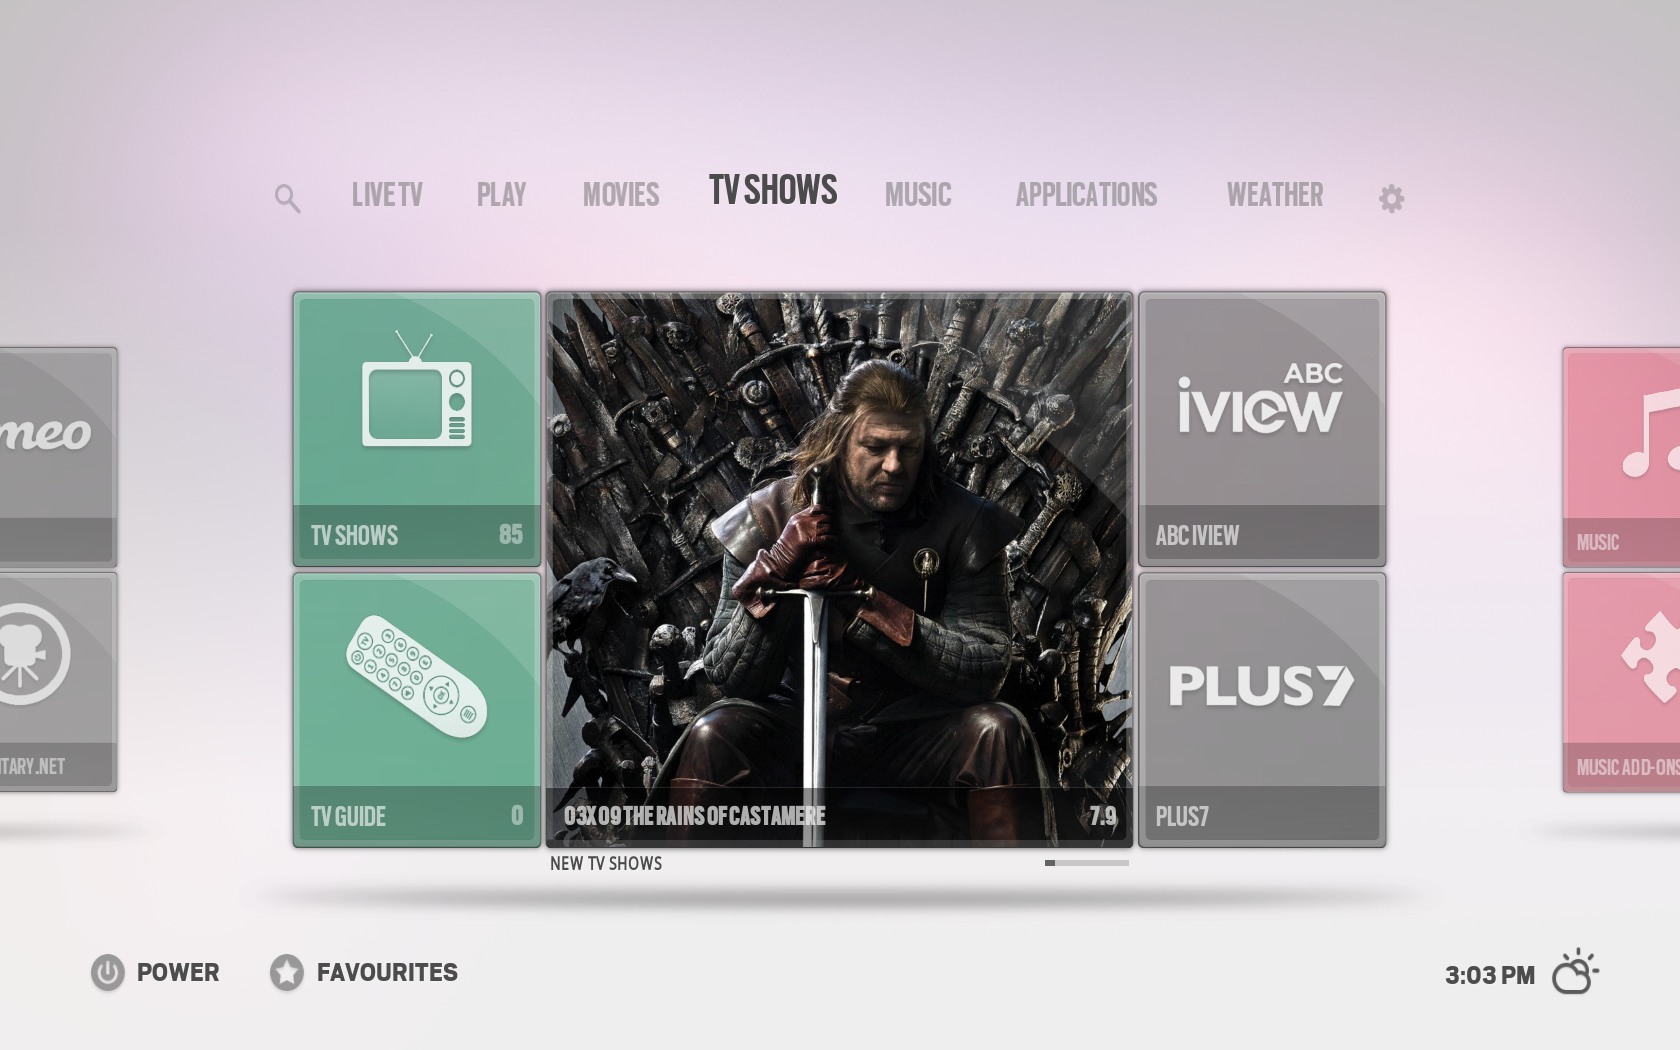 LIVE TV
PLAY
MOVIES
TV SHOWS
MUSIC
APPLICATIONS
WEATHER
meo
TARY.NET
TV SHOWS 85
TV GUIDE 0
03X09 THE RAINS OF CASTAMERE 7.9
NEW TV SHOWS
ABC
iVIEW
ABC IVIEW
PLUS7
PLUS7
MUSIC
MUSIC ADD-ONS
POWER
FAVOURITES
3:03 PM